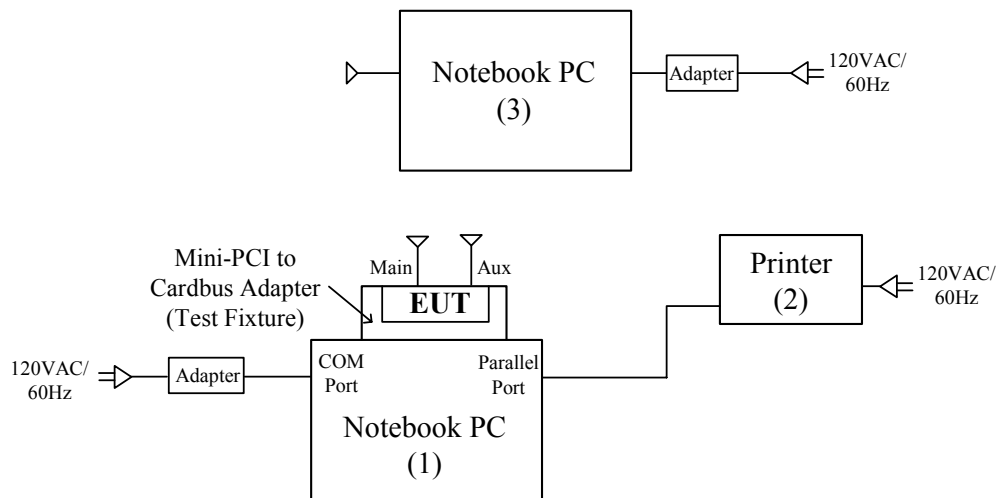 Notebook PC
(3)
Adapter
120VAC/
60Hz
Mini-PCI to
Cardbus Adapter
(Test Fixture)
Main
Aux
EUT
Printer
(2)
120VAC/
60Hz
120VAC/
60Hz
Adapter
COM
Port
Parallel
Port
Notebook PC
(1)